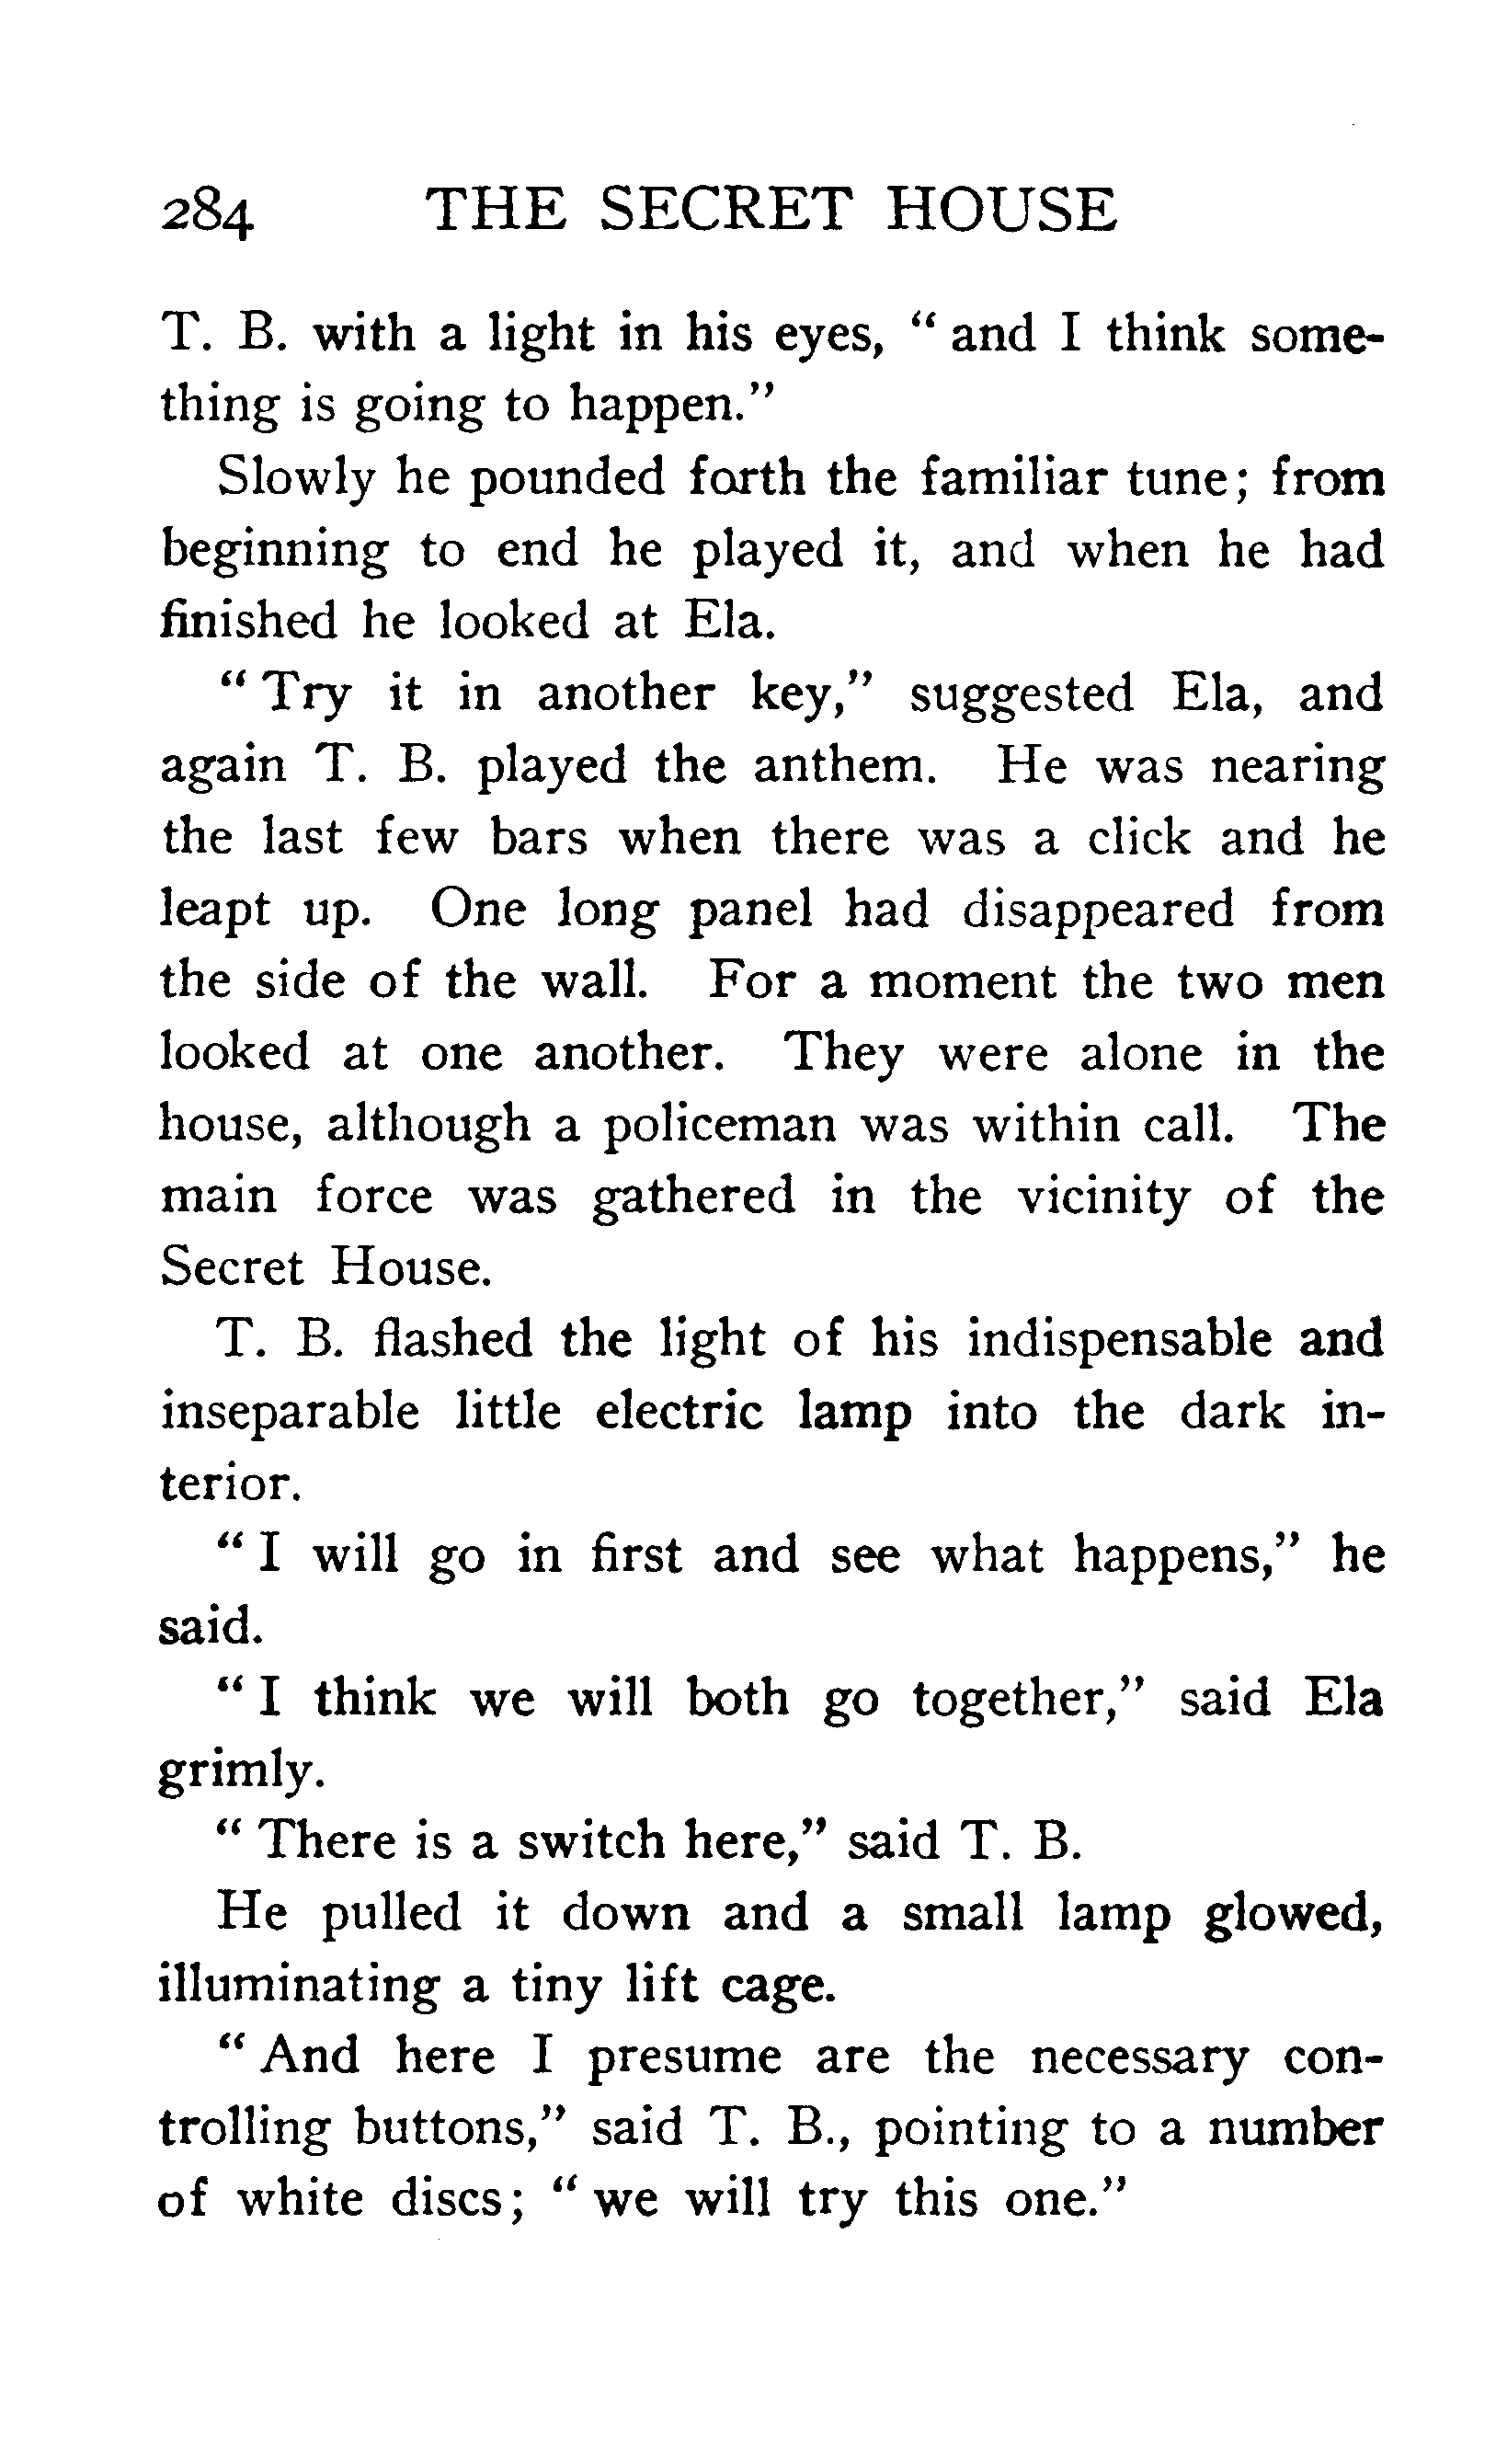 284 THE SECRET HOUSE
T. B. with a light in his eyes, " and I think some-
thing is going to happen."
Slowly he pounded forth the familiar tune; from
beginning to end he played it, and when he had
finished he looked at Ela.
" Try it in another key," suggested Ela, and
again T. B. played the anthem. He was nearing
the last few bars when there was a click and he
leapt up. One long panel had disappeared from
the side of the wall. For a moment the two men
looked at one another. They were alone in the
house, although a policeman was within call. The
main force was gathered in the vicinity of the
Secret House.
T. B. flashed the light of his indispensable and
inseparable little electric lamp into the dark in-
terior.
" I will go in first and see what happens," he
said.
" I think we will both go together," said Ela
grimly.
" There is a switch here," said T. B.
He pulled it down and a small lamp glowed,
illuminating a tiny lift cage.
" And here I presume are the necessary con-
trolling buttons," said T. B., pointing to a number
of white discs; " we will try this one."